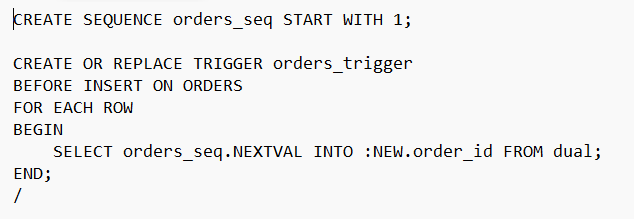 CREATE SEQUENCE orders_seq START WITH 1;
CREATE OR REPLACE TRIGGER orders_trigger
BEFORE INSERT ON ORDERS
FOR EACH ROW
BEGIN
    SELECT orders_seq.NEXTVAL INTO :NEW.order_id FROM dual;
END;
/